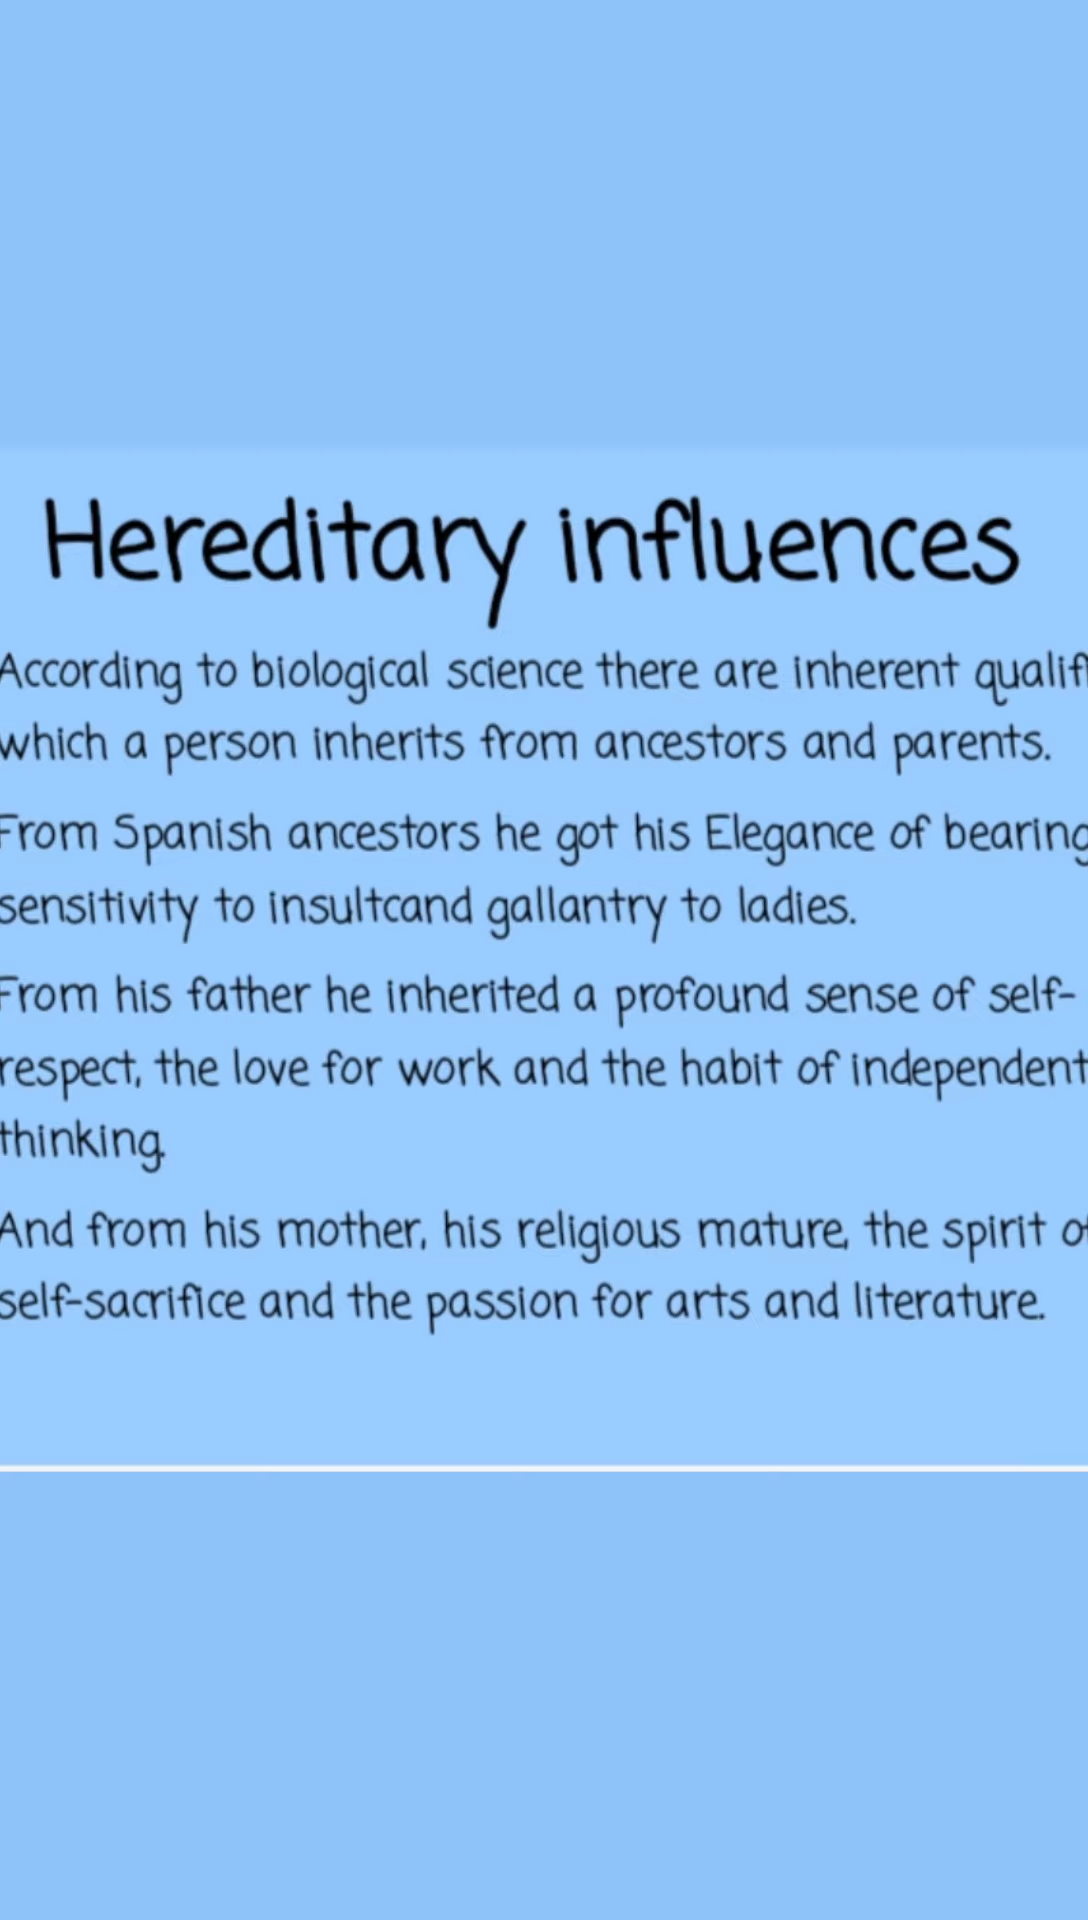 Hereditary influences
According to biological science there are inherent
which a person inherits from ancestors and parents.
From Spanish ancestors he got his Elegance of bearing
sensitivity to insultcand gallantry to ladies.
From his father he inherited a profound sense of self-
respect, the love for work and the habit of independent
thinking.
And from his mother, his religious mature, the spirit of
self-sacrifice and the passion for arts and literature.